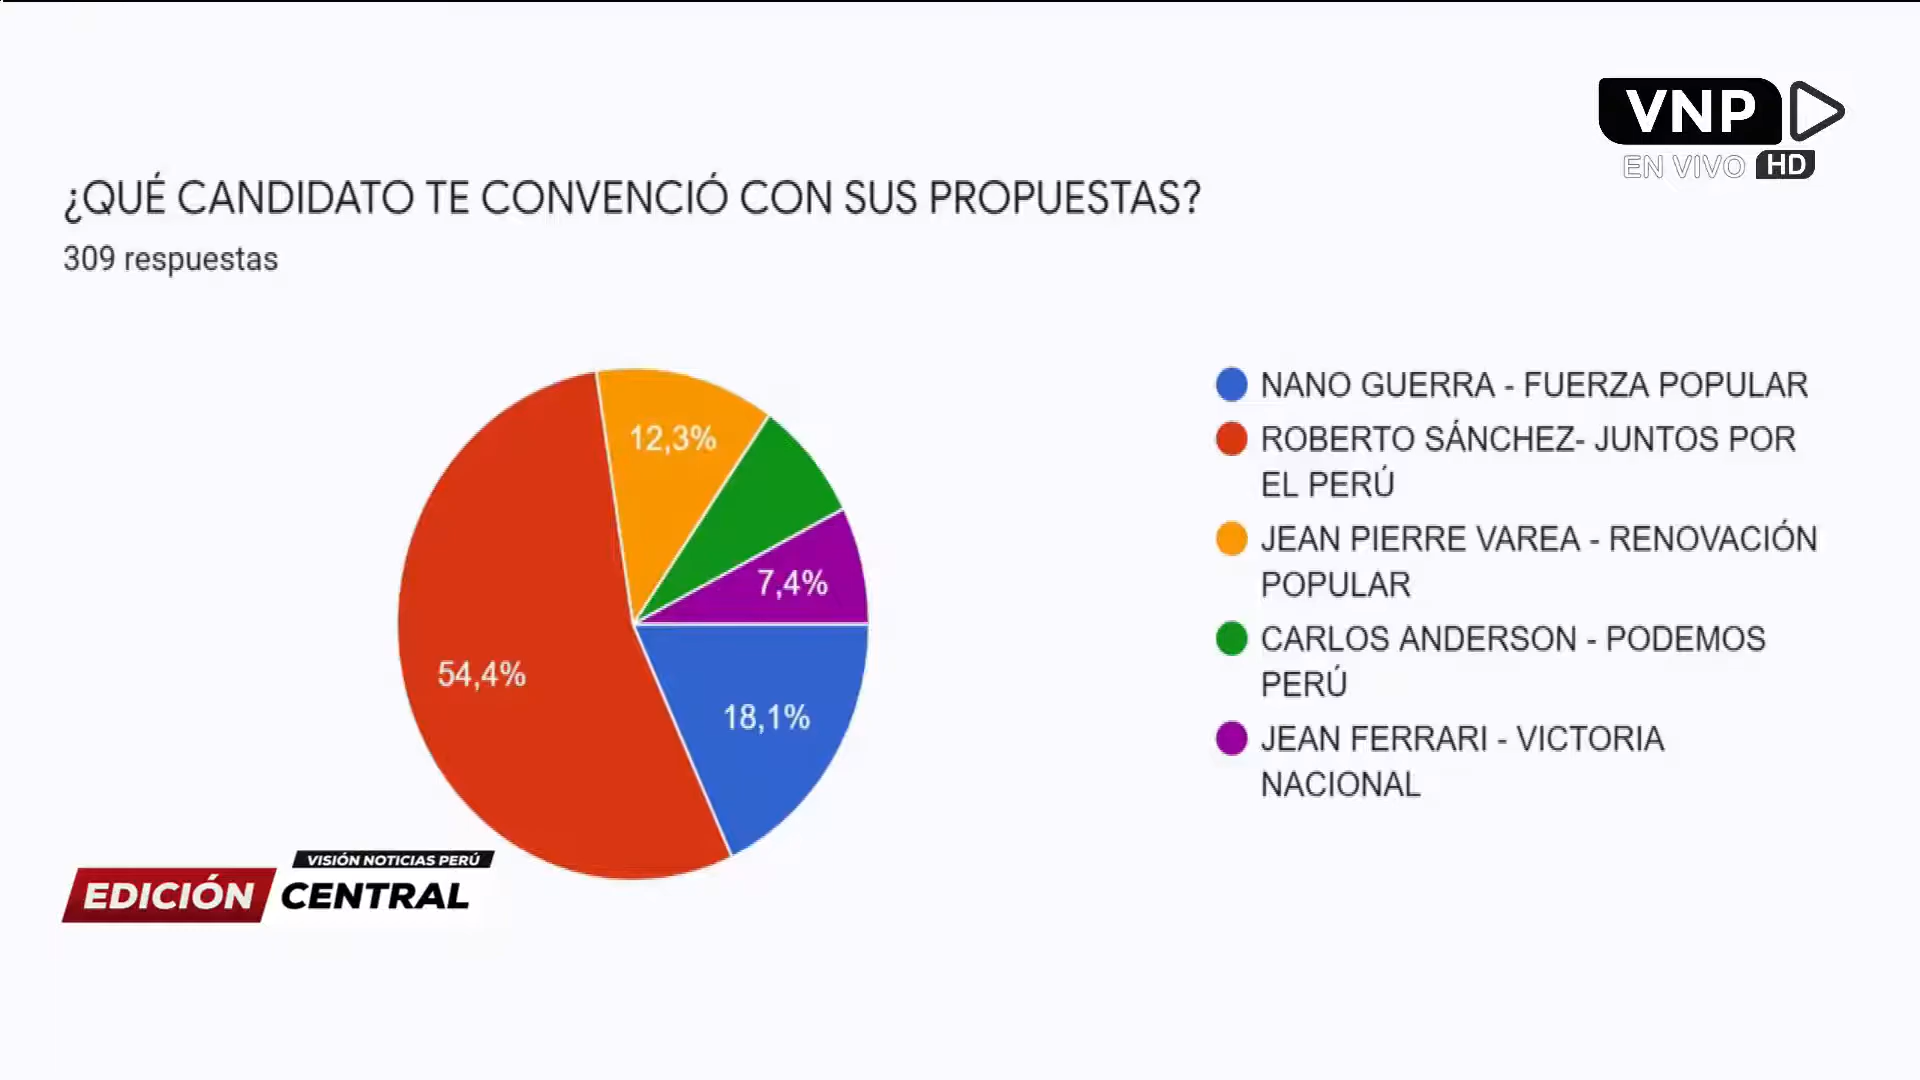 VNP
EN VIVO HD
¿QUÉ CANDIDATO TE CONVENCIÓ CON SUS PROPUESTAS?
309 respuestas
12,3%
7,4%
54,4%
18,1%
NANO GUERRA - FUERZA POPULAR
ROBERTO SÁNCHEZ- JUNTOS POR
EL PERÚ
JEAN PIERRE VAREA - RENOVACIÓN
POPULAR
CARLOS ANDERSON - PODEMOS
PERÚ
JEAN FERRARI - VICTORIA
NACIONAL
VISIÓN NOTICIAS PERÚ
EDICIÓN CENTRAL